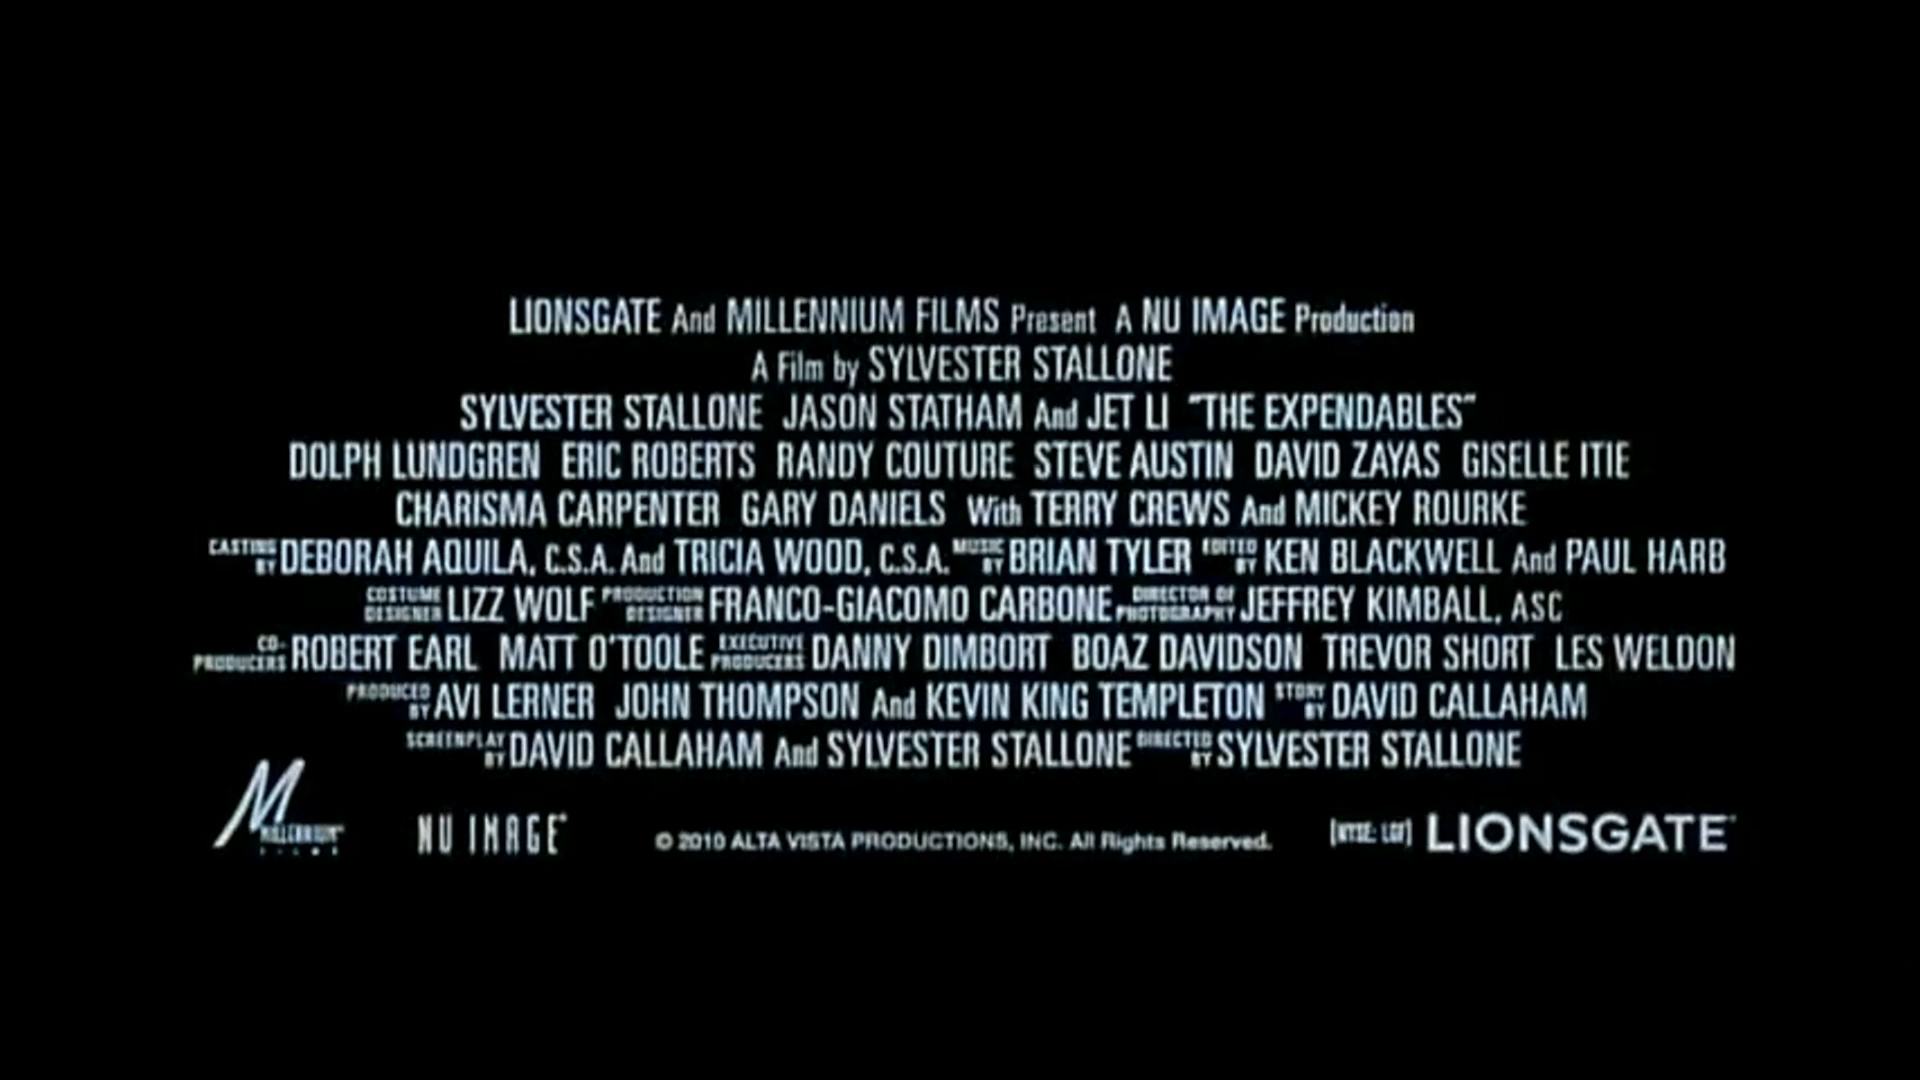 LIONSGATE And MILLENNIUM FILMS Present A NU IMAGE Production
A Film by SYLVESTER STALLONE
SYLVESTER STALLONE JASON STATHAM And JET LI "THE EXPENDABLES"
DOLPH LUNDGREN ERIC ROBERTS RANDY COUTURE STEVE AUSTIN DAVID ZAYAS GISELLE ITIE
CHARISMA CARPENTER GARY DANIELS With TERRY CREWS And MICKEY ROURKE
CASTING BY DEBORAH AQUILA, C.S.A. And TRICIA WOOD, C.S.A. MUSIC BY BRIAN TYLER EDITED BY KEN BLACKWELL And PAUL HARB
COSTUME DESIGNER LIZZ WOLF PRODUCTION DESIGNER FRANCO-GIACOMO CARBONE DIRECTOR OF PHOTOGRAPHY JEFFREY KIMBALL, ASC
CO-PRODUCERS ROBERT EARL MATT O'TOOLE EXECUTIVE PRODUCERS DANNY DIMBORT BOAZ DAVIDSON TREVOR SHORT LES WELDON
PRODUCED BY AVI LERNER JOHN THOMPSON And KEVIN KING TEMPLETON STORY BY DAVID CALLAHAM
SCREENPLAY BY DAVID CALLAHAM And SYLVESTER STALLONE DIRECTED BY SYLVESTER STALLONE
M MILLENNIUM FILMS NU IMAGE © 2010 ALTA VISTA PRODUCTIONS, INC. All Rights Reserved. [NYSE: LGF] LIONSGATE